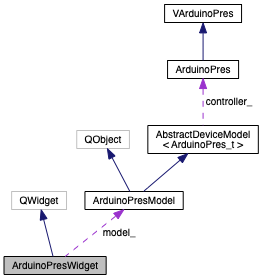 VArduinoPres
ArduinoPres
controller_
AbstractDeviceModel
< ArduinoPres_t >
QObject
QWidget
ArduinoPresModel
model_
ArduinoPresWidget